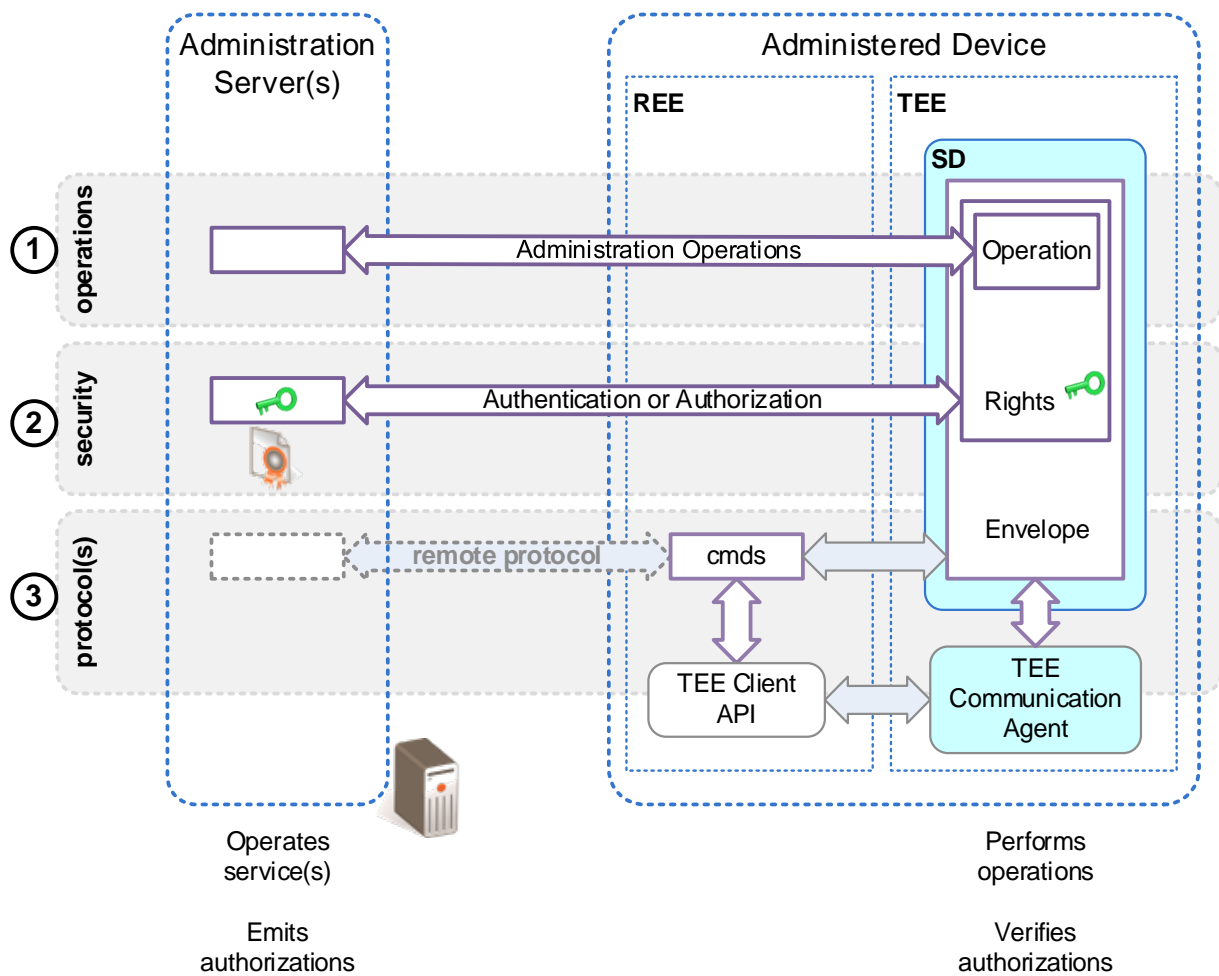 Administration
Server(s)
Administered Device
REE
TEE
SD
1
operations
Administration Operations
Operation
2
security
Authentication or Authorization
Rights
Envelope
3
protocol(s)
remote protocol
cmds
TEE Client
API
TEE
Communication
Agent
Operates
service(s)
Performs
operations
Emits
authorizations
Verifies
authorizations